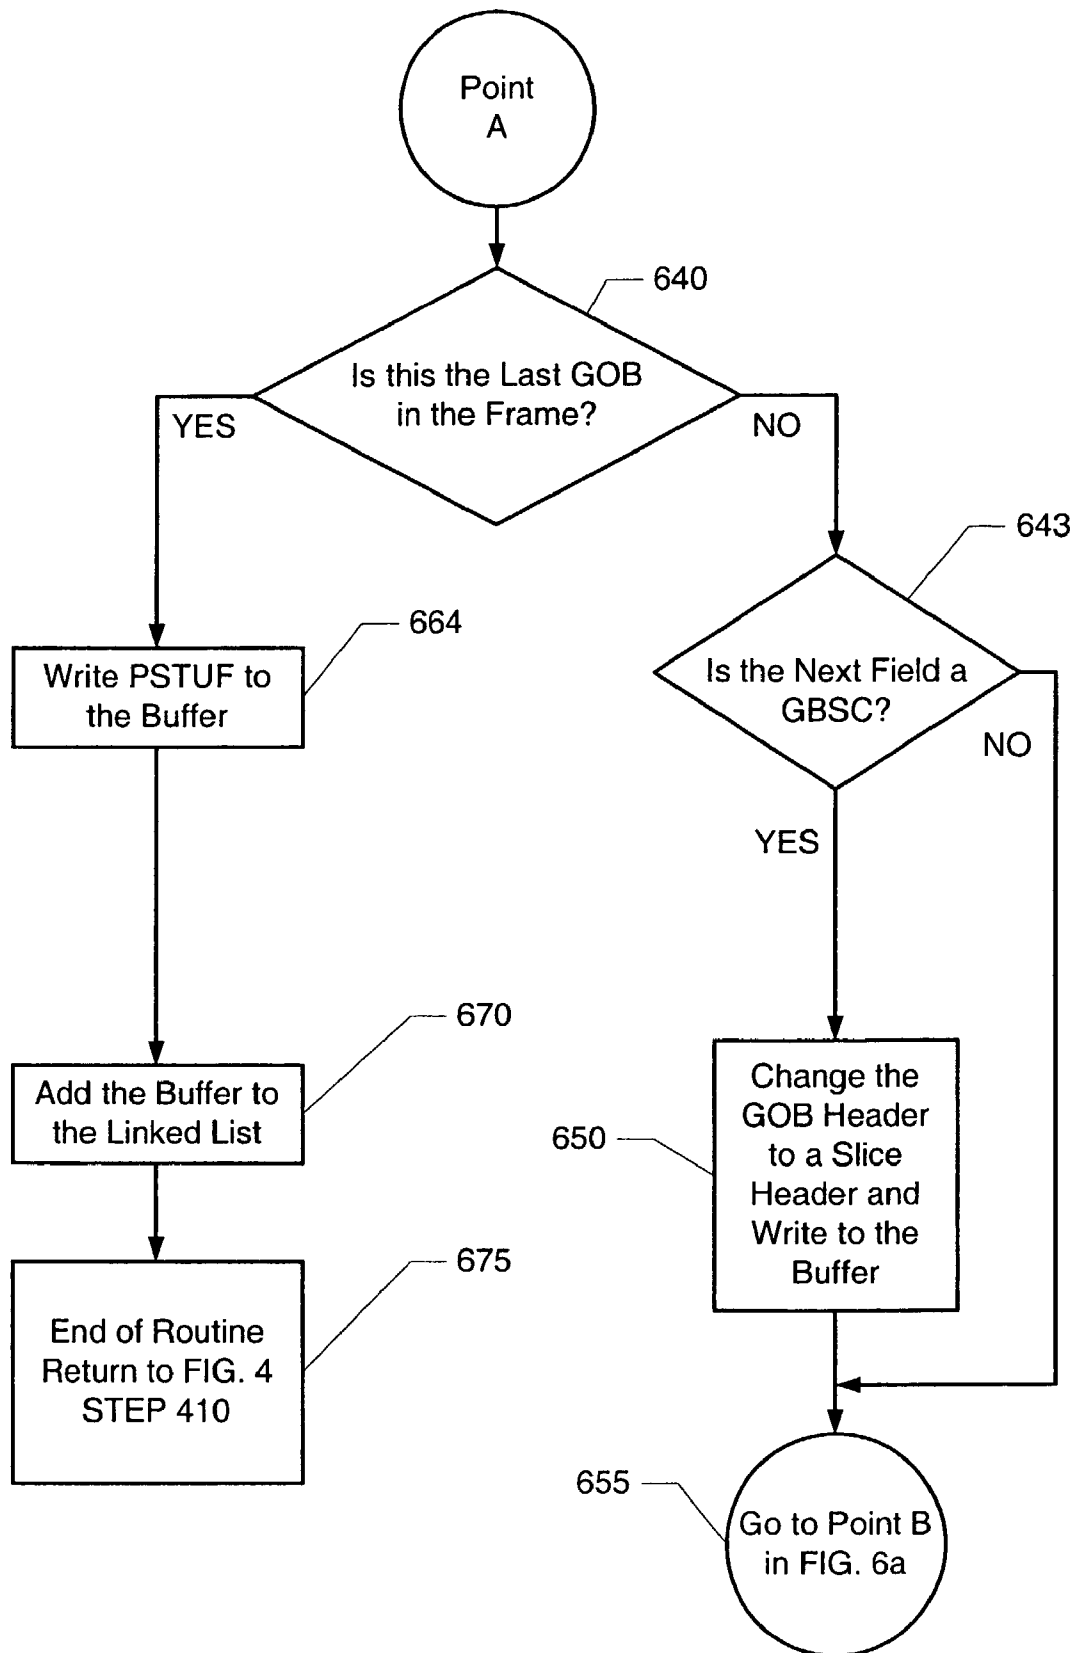 Point
A
640
Is this the Last GOB
in the Frame?
YES
NO
643
Is the Next Field a
GBSC?
NO
YES
664
Write PSTUF to
the Buffer
670
Add the Buffer to
the Linked List
650
Change the
GOB Header
to a Slice
Header and
Write to the
Buffer
675
End of Routine
Return to FIG. 4
STEP 410
655
Go to Point B
in FIG. 6a